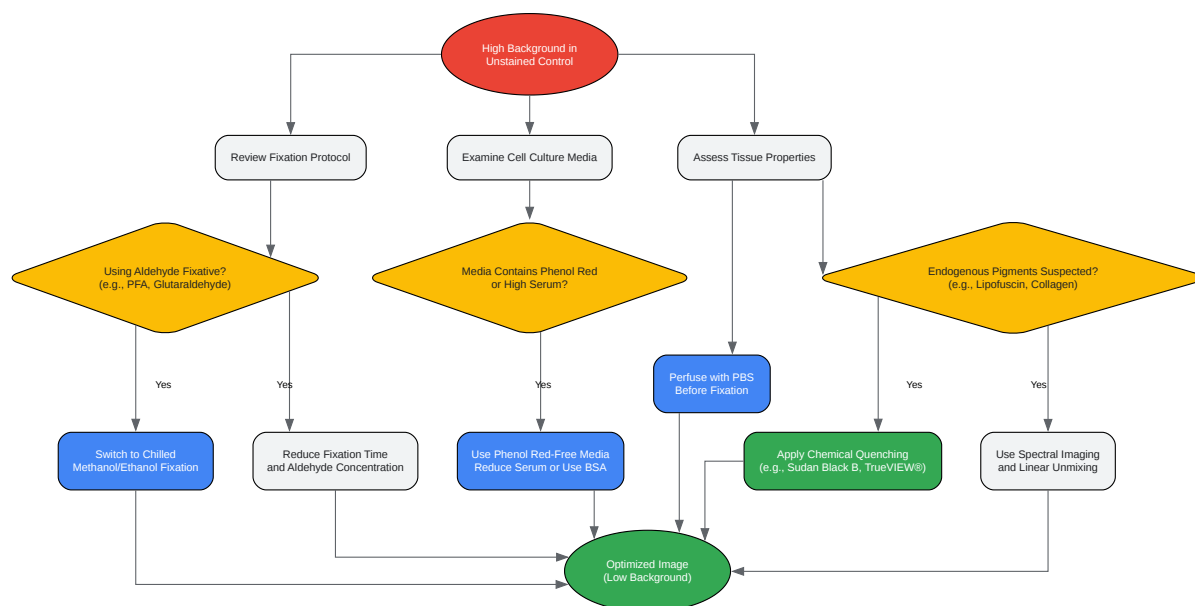 High Background in
Unstained Control
Review Fixation Protocol
Examine Cell Culture Media
Assess Tissue Properties
Using Aldehyde Fixative?
(e.g., PFA, Glutaraldehyde)
Media Contains Phenol Red
or High Serum?
Endogenous Pigments Suspected?
(e.g., Lipofuscin, Collagen)
Perfuse with PBS
Before Fixation
Yes
Yes
Yes
Yes
Yes
Switch to Chilled
Methanol/Ethanol Fixation
Reduce Fixation Time
and Aldehyde Concentration
Use Phenol Red-Free Media
Reduce Serum or Use BSA
Apply Chemical Quenching
(e.g., Sudan Black B, TrueVIEW®)
Use Spectral Imaging
and Linear Unmixing
Optimized Image
(Low Background)